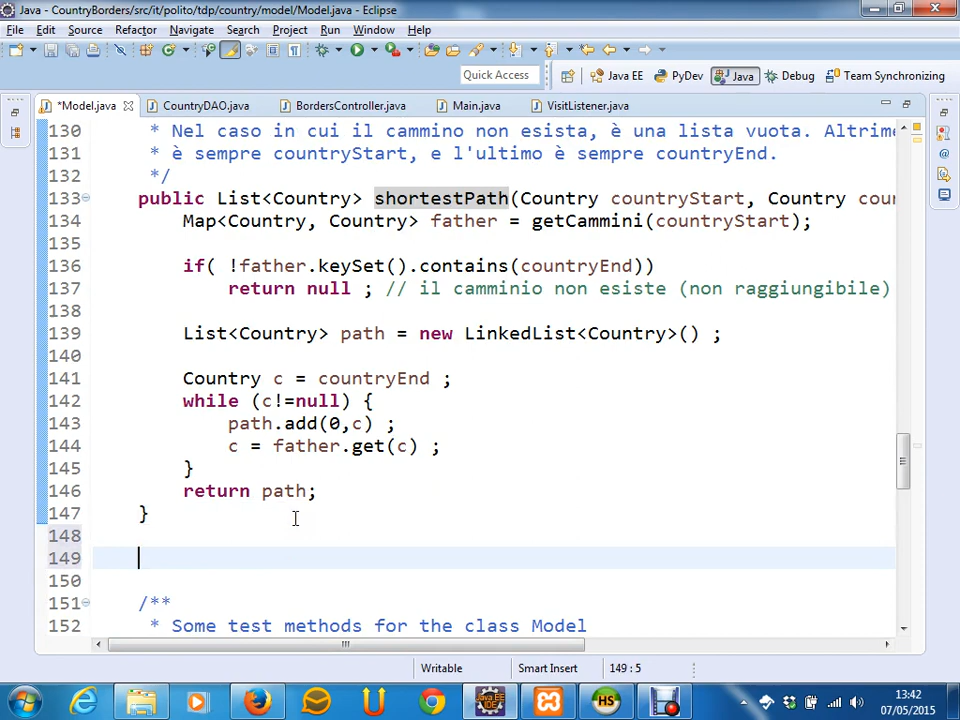 Java - CountryBorders/src/it/polito/tdp/country/model/Model.java - Eclipse
File Edit Source Refactor Navigate Search Project Run Window Help
Quick Access Java EE PyDev Java Debug Team Synchronizing
*Model.java CountryDAO.java BordersController.java Main.java VisitListener.java
130 * Nel caso in cui il cammino non esista, è una lista vuota. Altrime
131 * è sempre countryStart, e l'ultimo è sempre countryEnd.
132 */
133 public List<Country> shortestPath(Country countryStart, Country cour
134 Map<Country, Country> father = getCammini(countryStart);
135
136 if( !father.keySet().contains(countryEnd))
137 return null ; // il camminio non esiste (non raggiungibile)
138
139 List<Country> path = new LinkedList<Country>() ;
140
141 Country c = countryEnd ;
142 while (c!=null) {
143 path.add(0,c) ;
144 c = father.get(c) ;
145 }
146 return path;
147 }
148
149
150
151 /**
152 * Some test methods for the class Model
Writable Smart Insert 149 : 5
13:42
07/05/2015